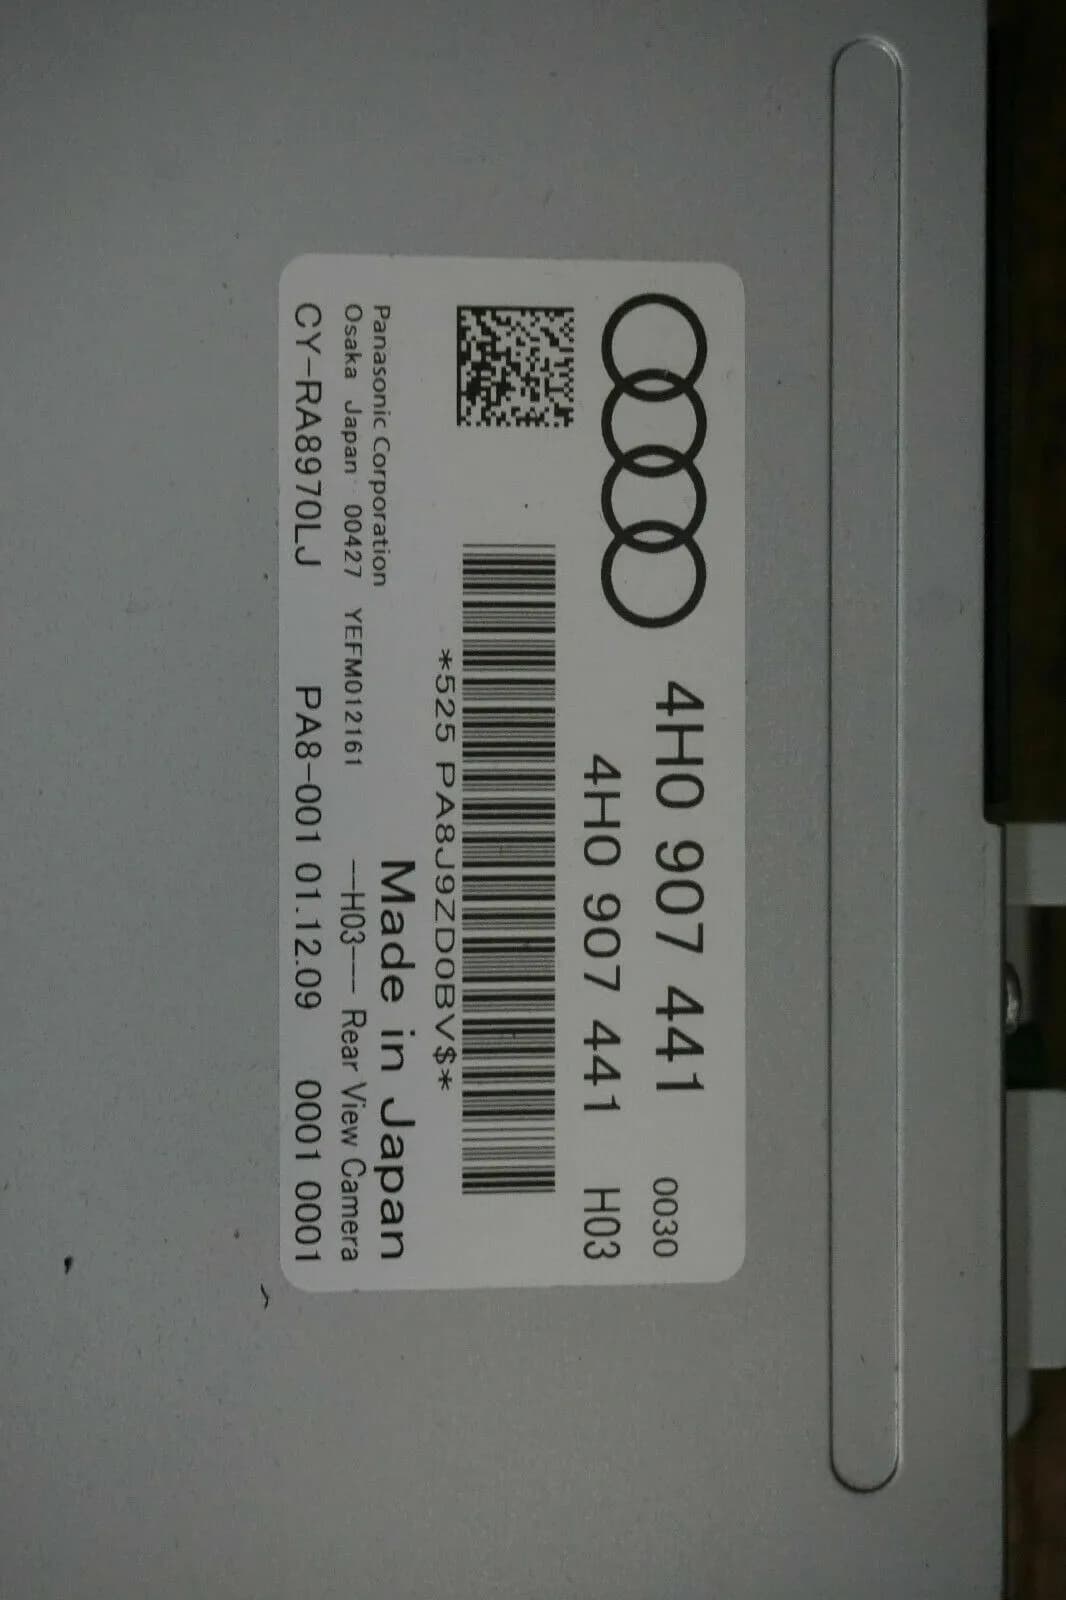 4H0 907 441 0030
4H0 907 441 H03
*525 PA8J9ZD0BV$*
Made in Japan
Panasonic Corporation
Osaka Japan 00427 YEFM012161 —H03— Rear View Camera
CY-RA8970LJ PA8-001 01.12.09 0001 0001